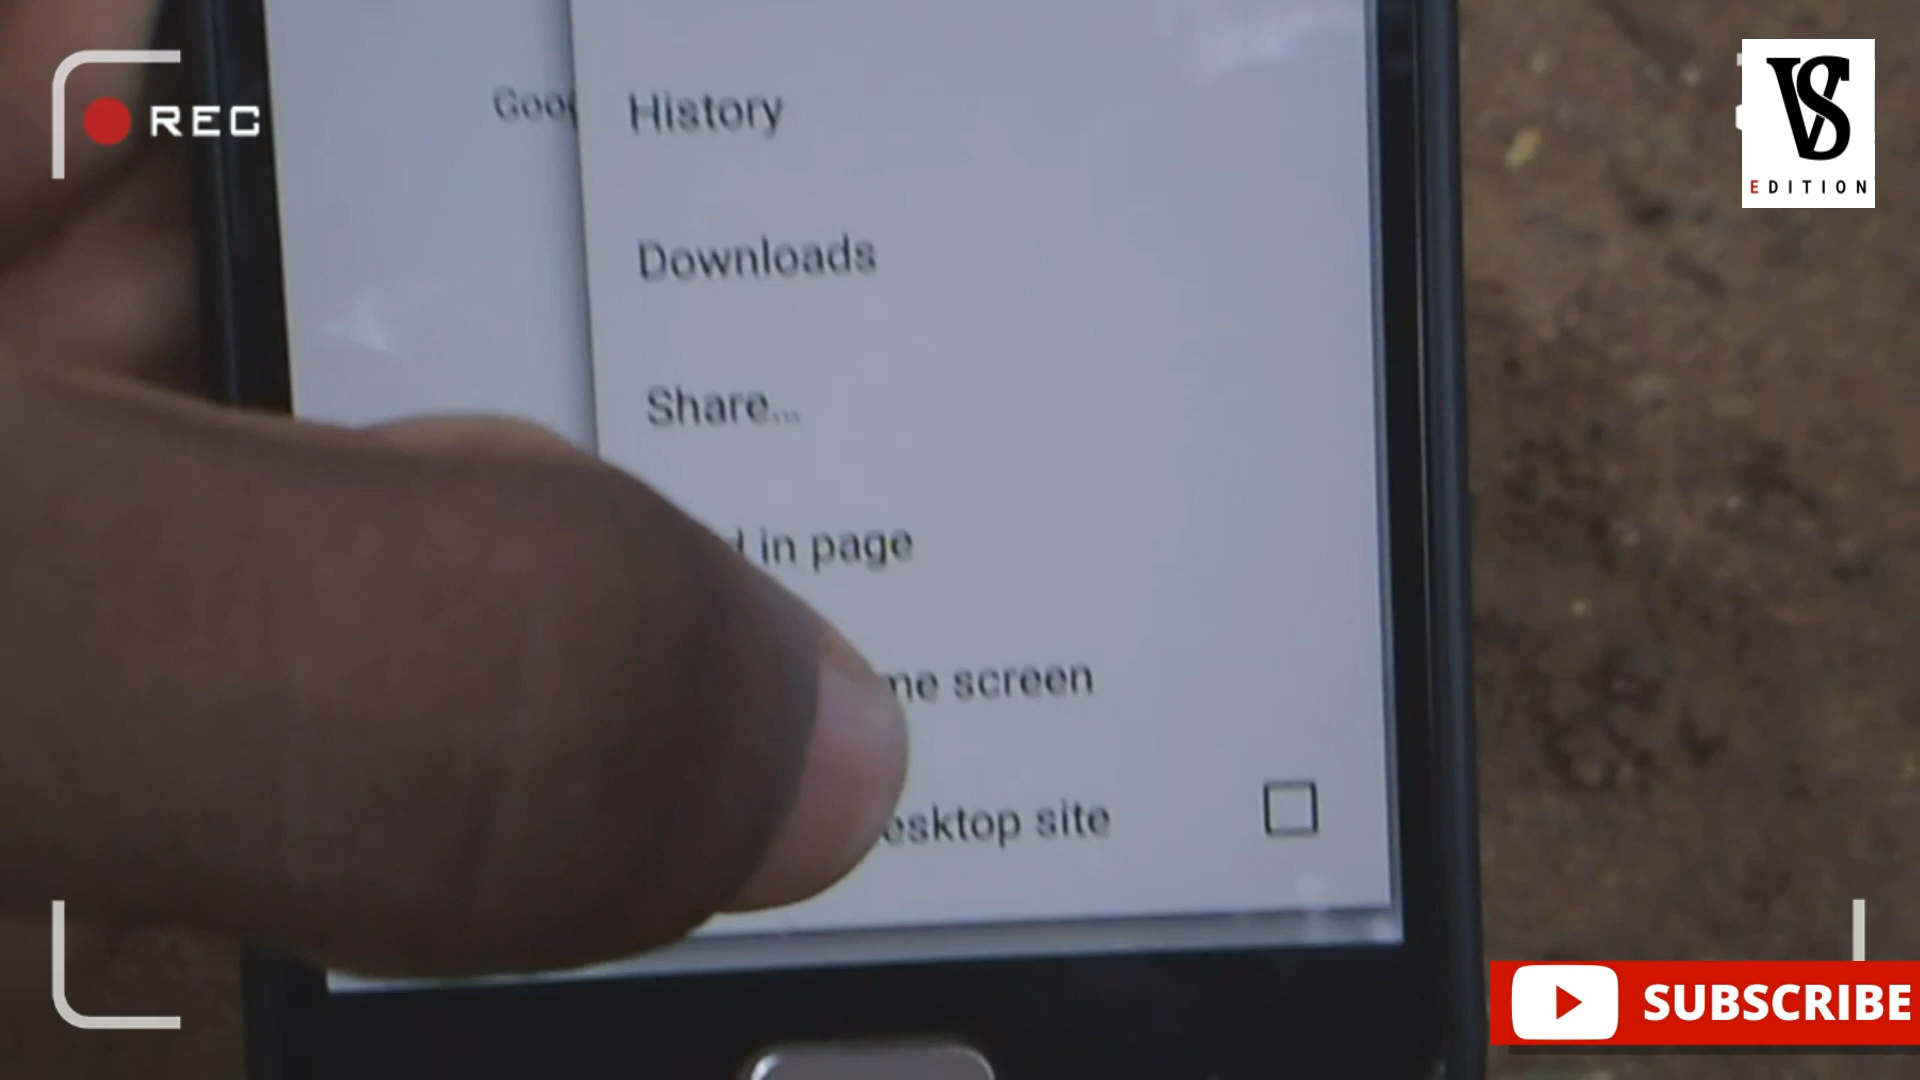 REC
VS
EDITION
Goo
History
Downloads
Share...
in page
me screen
esktop site
SUBSCRIBE